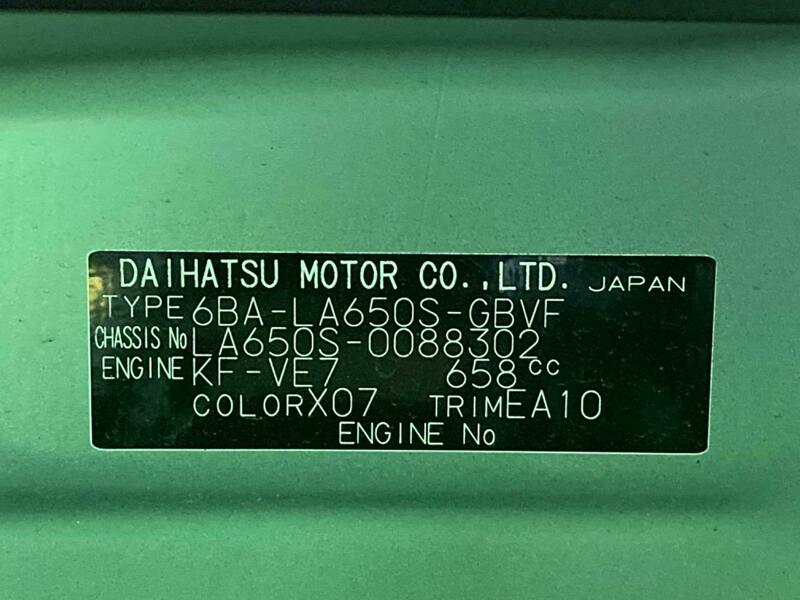 DAIHATSU MOTOR CO.,LTD. JAPAN
TYPE 6BA-LA650S-GBVF
CHASSIS No LA650S-0088302
ENGINE KF-VE7 658cc
COLOR X07 TRIM EA10
ENGINE No